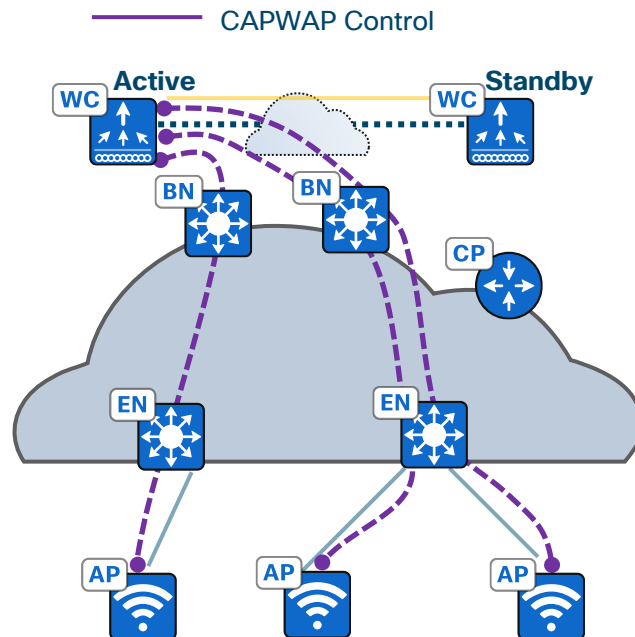 CAPWAP Control
Active
Standby
WC
WC
BN
BN
CP
EN
EN
AP
AP
AP